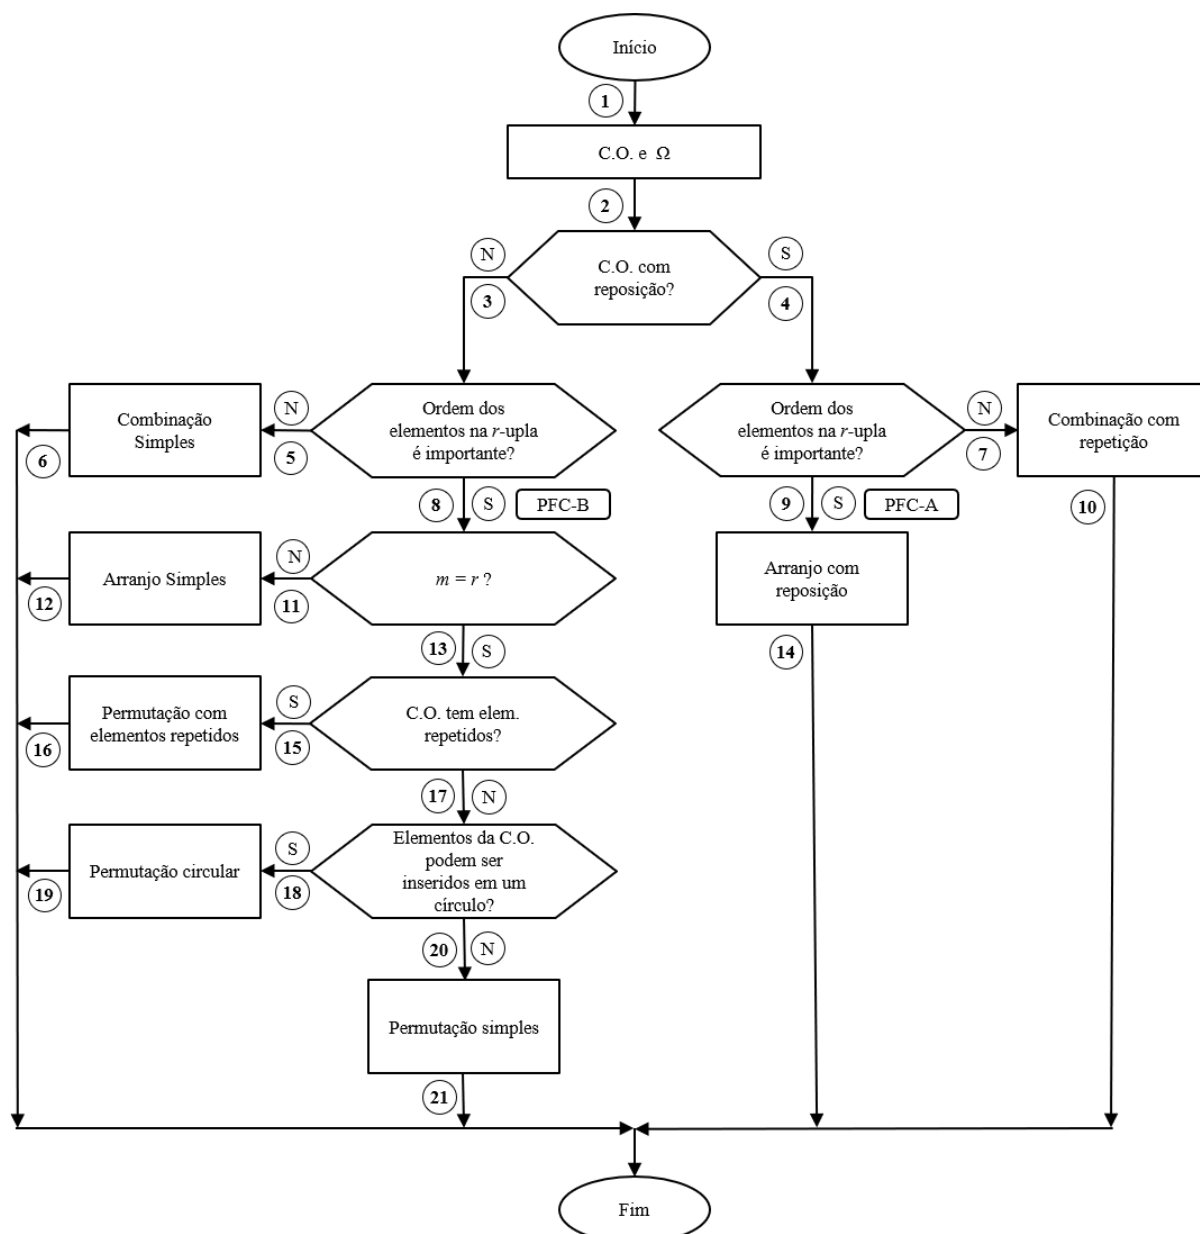 Início
1
C.O. e Ω
2
N
S
C.O. com
reposição?
3
4
Combinação
Simples
N
Ordem dos
elementos na r-upla
é importante?
Ordem dos
elementos na r-upla
é importante?
N
Combinação com
repetição
6
5
7
8
S
PFC-B
9
S
PFC-A
10
Arranjo Simples
N
m = r ?
Arranjo com
reposição
12
11
13
S
14
Permutação com
elementos repetidos
S
C.O. tem elem.
repetidos?
16
15
17
N
Permutação circular
S
Elementos da C.O.
podem ser
inseridos em um
círculo?
19
18
20
N
Permutação simples
21
Fim